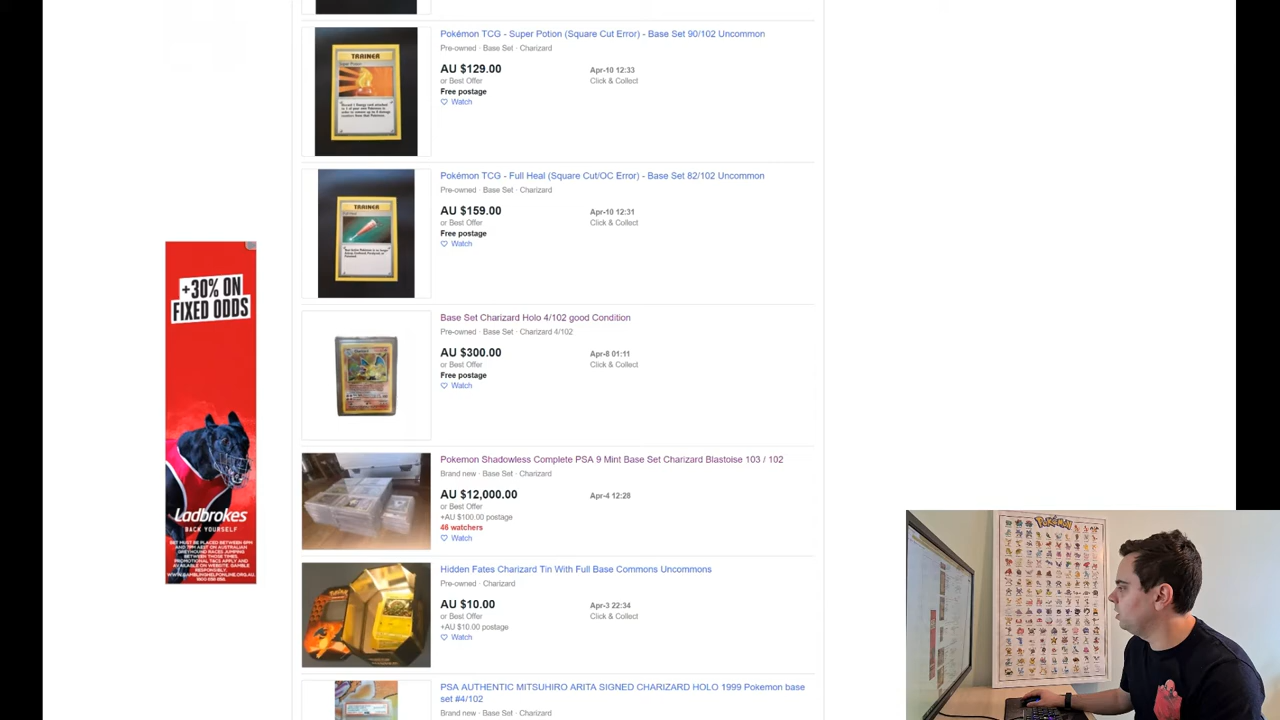 Pokémon TCG - Super Potion (Square Cut Error) - Base Set 90/102 Uncommon
Pre-owned · Base Set · Charizard
AU $129.00
Apr-10 12:33
or Best Offer
Click & Collect
Free postage
Watch
TRAINER
Super Potion
Pokémon TCG - Full Heal (Square Cut/OC Error) - Base Set 82/102 Uncommon
Pre-owned · Base Set · Charizard
AU $159.00
Apr-10 12:31
or Best Offer
Click & Collect
Free postage
Watch
TRAINER
Full Heal
+30% ON
FIXED ODDS
Ladbrokes
BACK YOURSELF
Base Set Charizard Holo 4/102 good Condition
Pre-owned · Base Set · Charizard 4/102
AU $300.00
Apr-8 01:11
or Best Offer
Click & Collect
Free postage
Watch
Charizard
Pokemon Shadowless Complete PSA 9 Mint Base Set Charizard Blastoise 103 / 102
Brand new · Base Set · Charizard
AU $12,000.00
Apr-4 12:28
or Best Offer
+AU $100.00 postage
46 watchers
Watch
Hidden Fates Charizard Tin With Full Base Commons Uncommons
Pre-owned · Charizard
AU $10.00
Apr-3 22:34
or Best Offer
Click & Collect
+AU $10.00 postage
Watch
PSA AUTHENTIC MITSUHIRO ARITA SIGNED CHARIZARD HOLO 1999 Pokemon base
set #4/102
Brand new · Base Set · Charizard
POKéMON